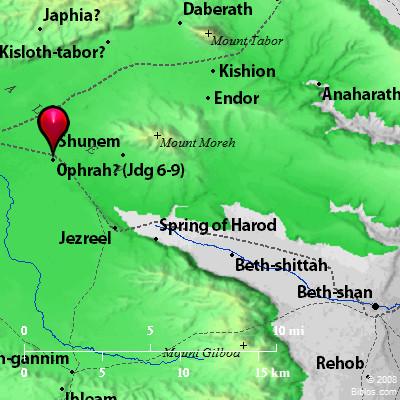 Japhia?
Daberath
Mount Tabor
Kisloth-tabor?
Kishion
Endor
Anaharath
Shunem
Mount Moreh
Ophrah? (Jdg 6-9)
Jezreel
Spring of Harod
Beth-shittah
Beth-shan
0 5 10 mi
Mount Gilboa
0 5 10 15 km
n-gannim
Rehob
Ibleam
© 2008
Biblos.com